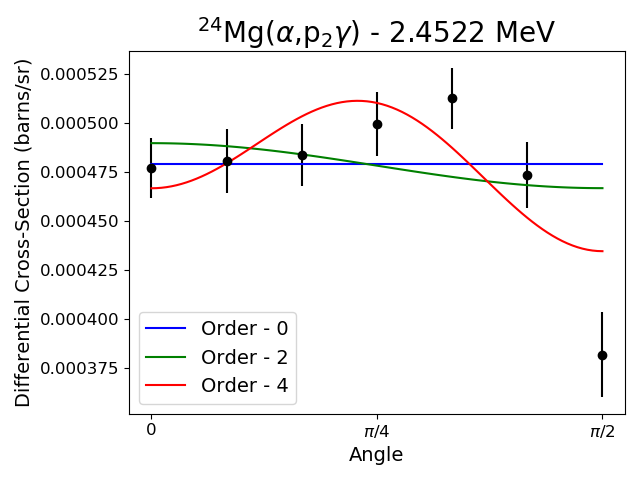 ²⁴Mg(α,p₂γ) - 2.4522 MeV
Differential Cross-Section (barns/sr)
0.000525
0.000500
0.000475
0.000450
0.000425
0.000400
0.000375
Order - 0
Order - 2
Order - 4
0
π/4
π/2
Angle